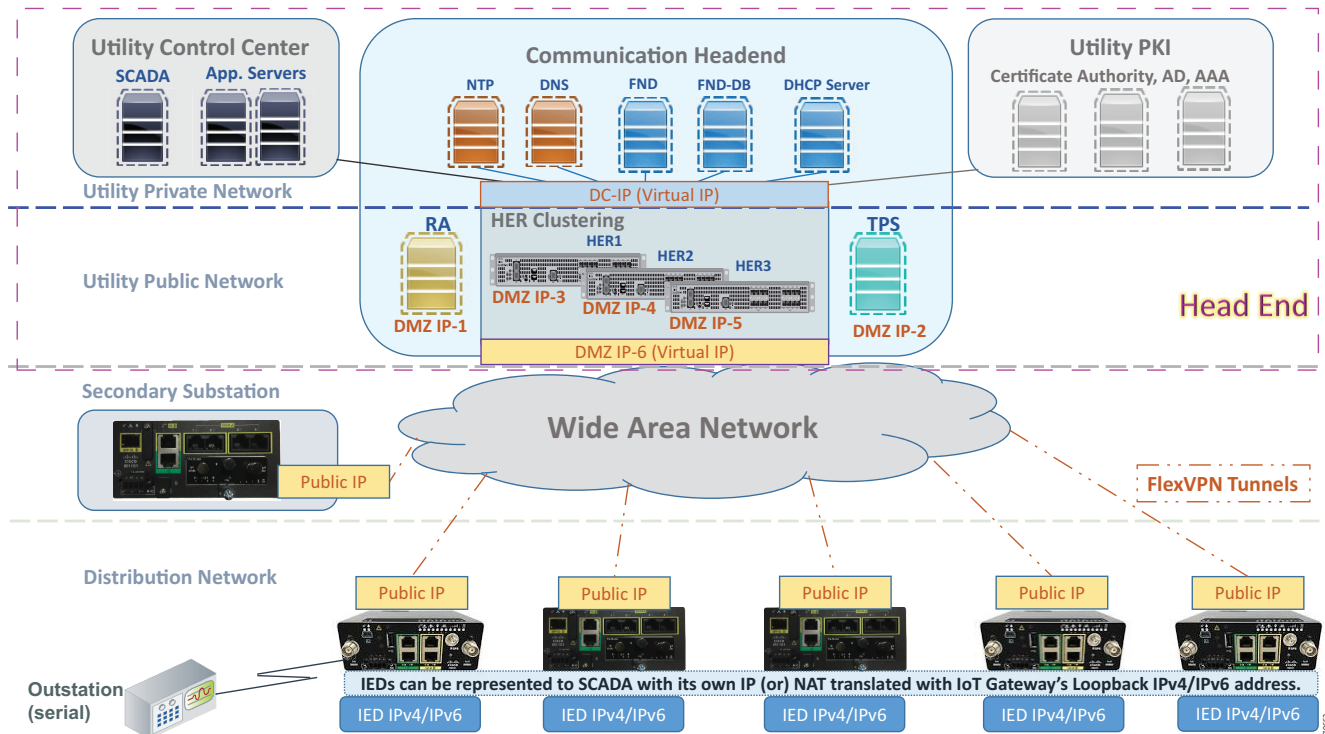 Utility Control Center
SCADA
App. Servers
Communication Headend
NTP
DNS
FND
FND-DB
DHCP Server
Utility PKI
Certificate Authority, AD, AAA
Utility Private Network
DC-IP (Virtual IP)
Utility Public Network
RA
DMZ IP-1
HER Clustering
HER1
HER2
HER3
DMZ IP-3
DMZ IP-4
DMZ IP-5
TPS
DMZ IP-2
DMZ IP-6 (Virtual IP)
Head End
Secondary Substation
Public IP
Wide Area Network
FlexVPN Tunnels
Distribution Network
Public IP
Public IP
Public IP
Public IP
Public IP
Outstation
(serial)
IEDs can be represented to SCADA with its own IP (or) NAT translated with IoT Gateway's Loopback IPv4/IPv6 address.
IED IPv4/IPv6
IED IPv4/IPv6
IED IPv4/IPv6
IED IPv4/IPv6
IED IPv4/IPv6